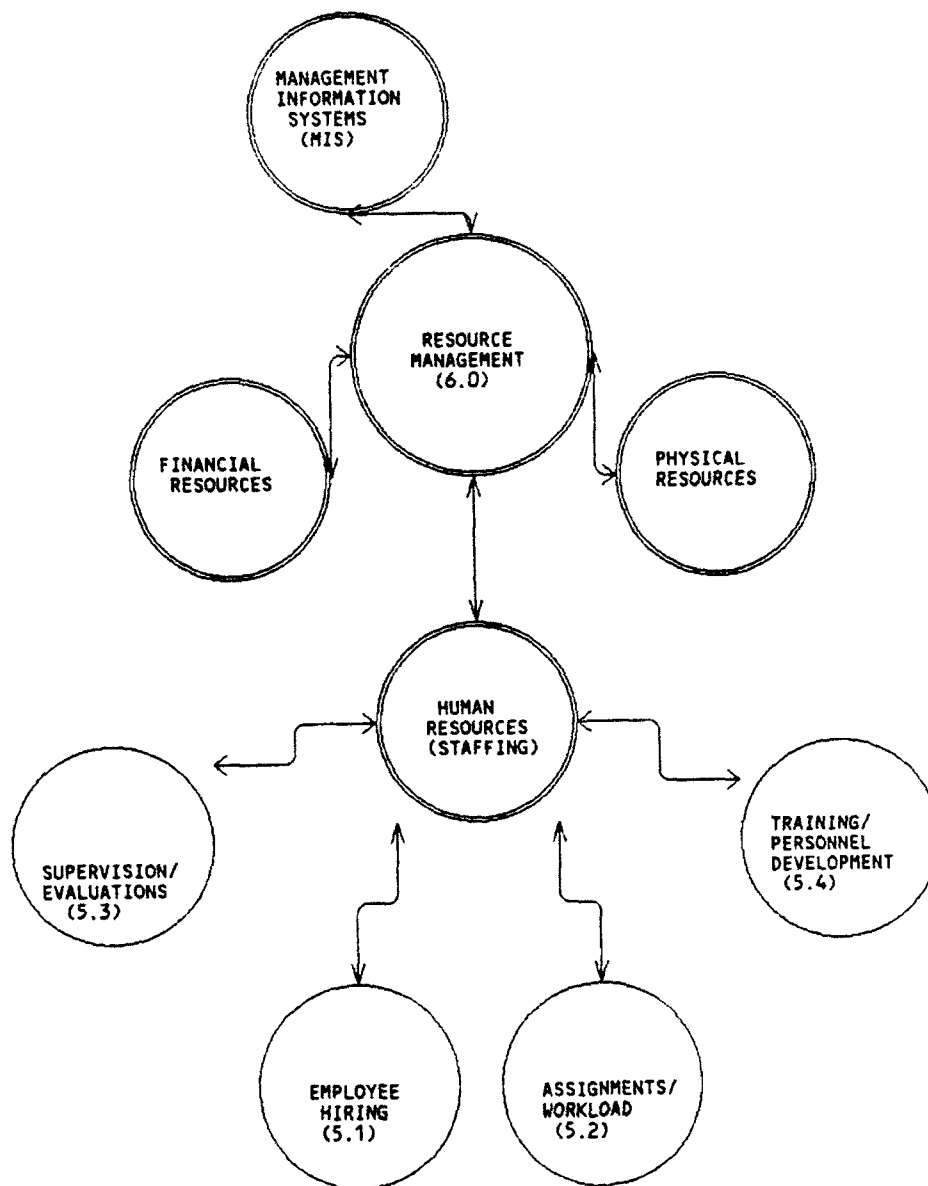 MANAGEMENT
INFORMATION
SYSTEMS
(MIS)
RESOURCE
MANAGEMENT
(6.0)
FINANCIAL
RESOURCES
PHYSICAL
RESOURCES
HUMAN
RESOURCES
(STAFFING)
SUPERVISION/
EVALUATIONS
(5.3)
TRAINING/
PERSONNEL
DEVELOPMENT
(5.4)
EMPLOYEE
HIRING
(5.1)
ASSIGNMENTS/
WORKLOAD
(5.2)